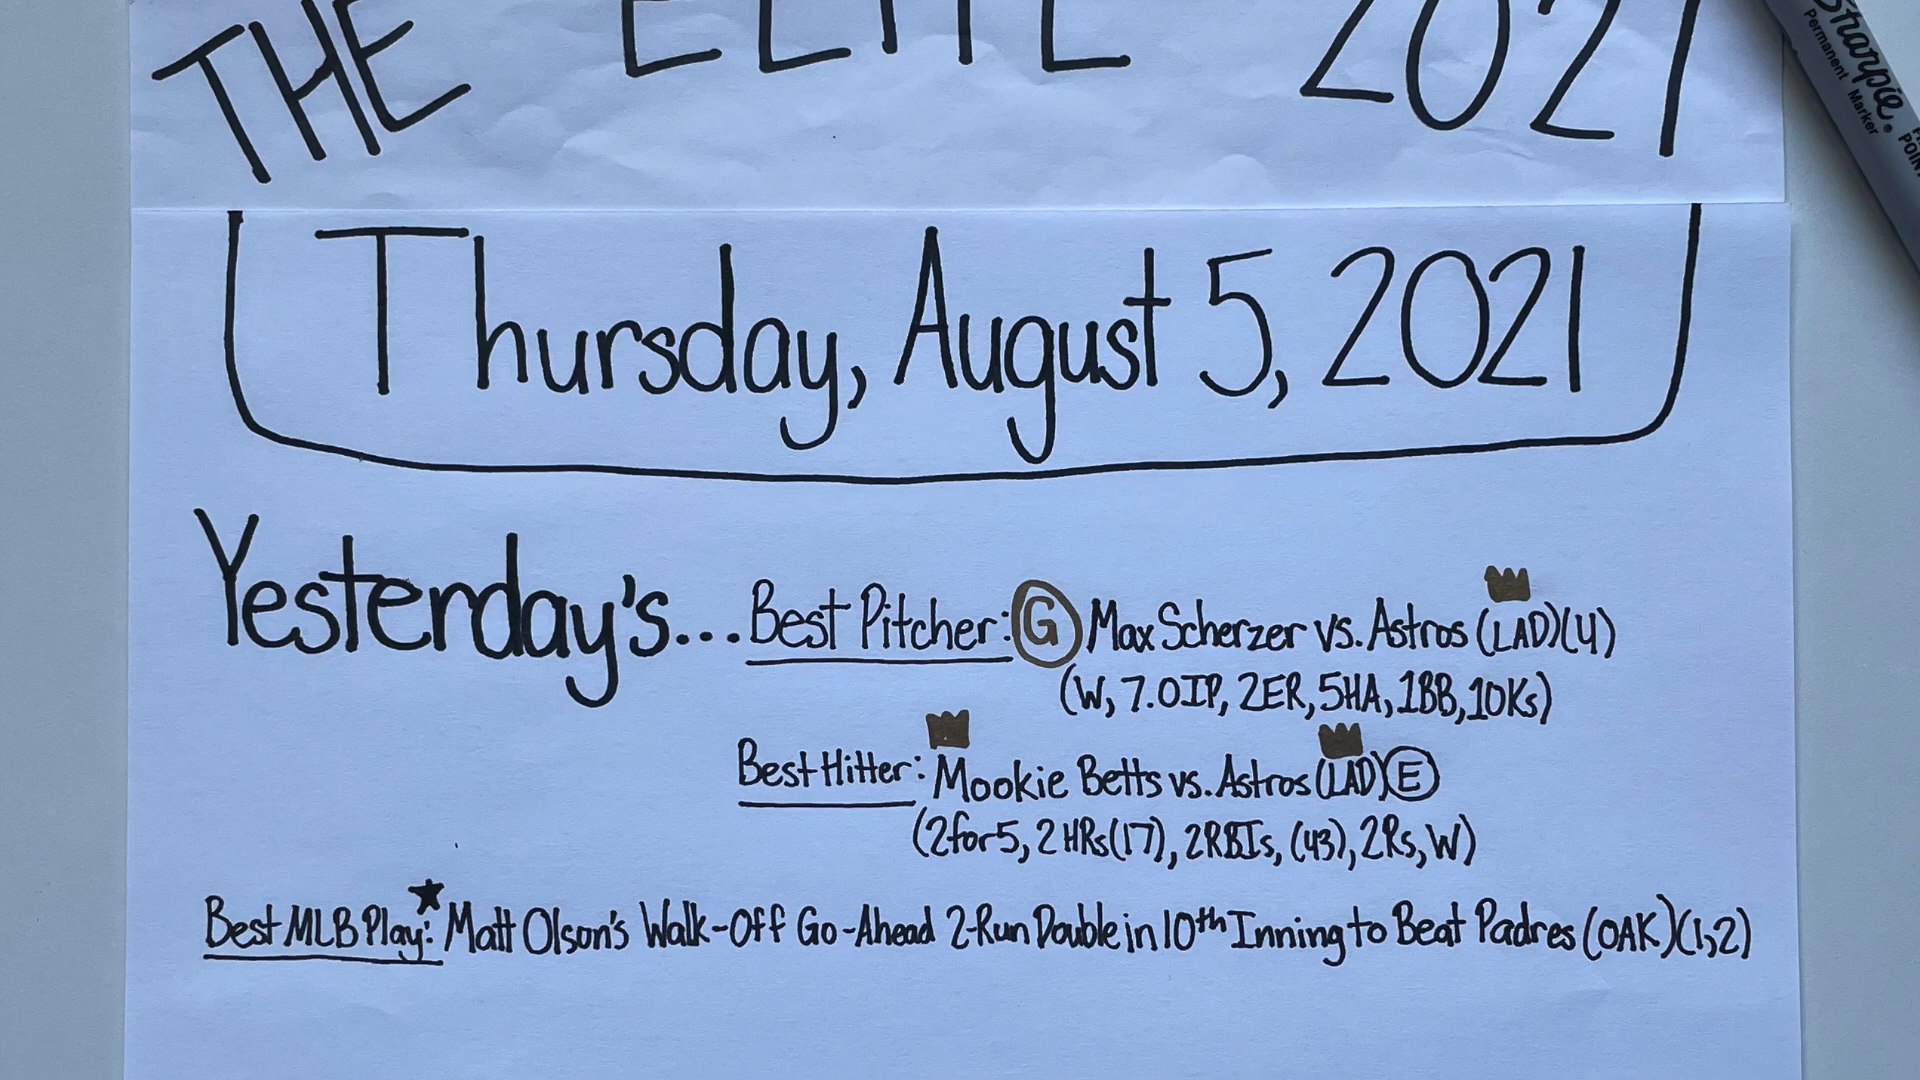 THE ELITE 2021
Sharpie.
Permanent Marker
Thursday, August 5, 2021
Yesterday's... Best Pitcher: G Max Scherzer vs. Astros (LAD)(4)
(W, 7.0IP, 2ER, 5HA, 1BB, 10Ks)
Best Hitter: Mookie Betts vs. Astros (LAD) E
(2for5, 2HRs(17), 2RBIs, (43), 2Rs, W)
Best MLB Play: Matt Olson's Walk-Off Go-Ahead 2-Run Double in 10th Inning to Beat Padres (OAK)(1,2)